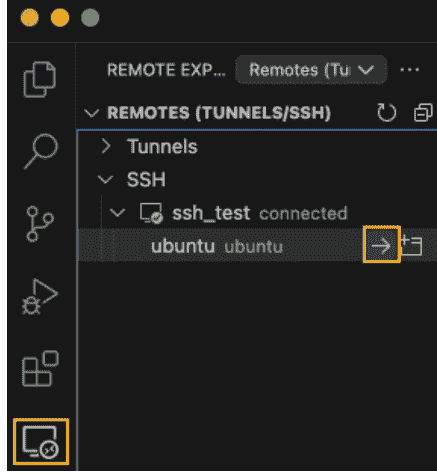 REMOTE EXP... Remotes (Tu
REMOTES (TUNNELS/SSH)
Tunnels
SSH
ssh_test connected
ubuntu ubuntu